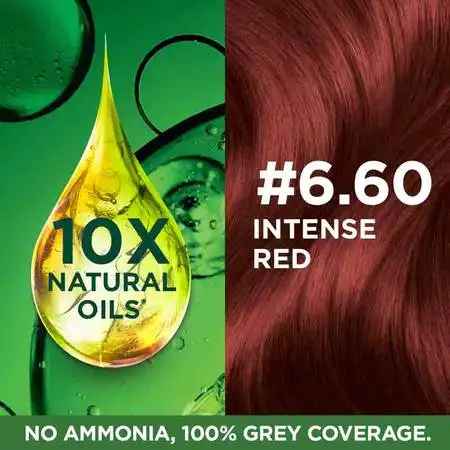 10X
NATURAL
OILS*
#6.60
INTENSE
RED
NO AMMONIA, 100% GREY COVERAGE.